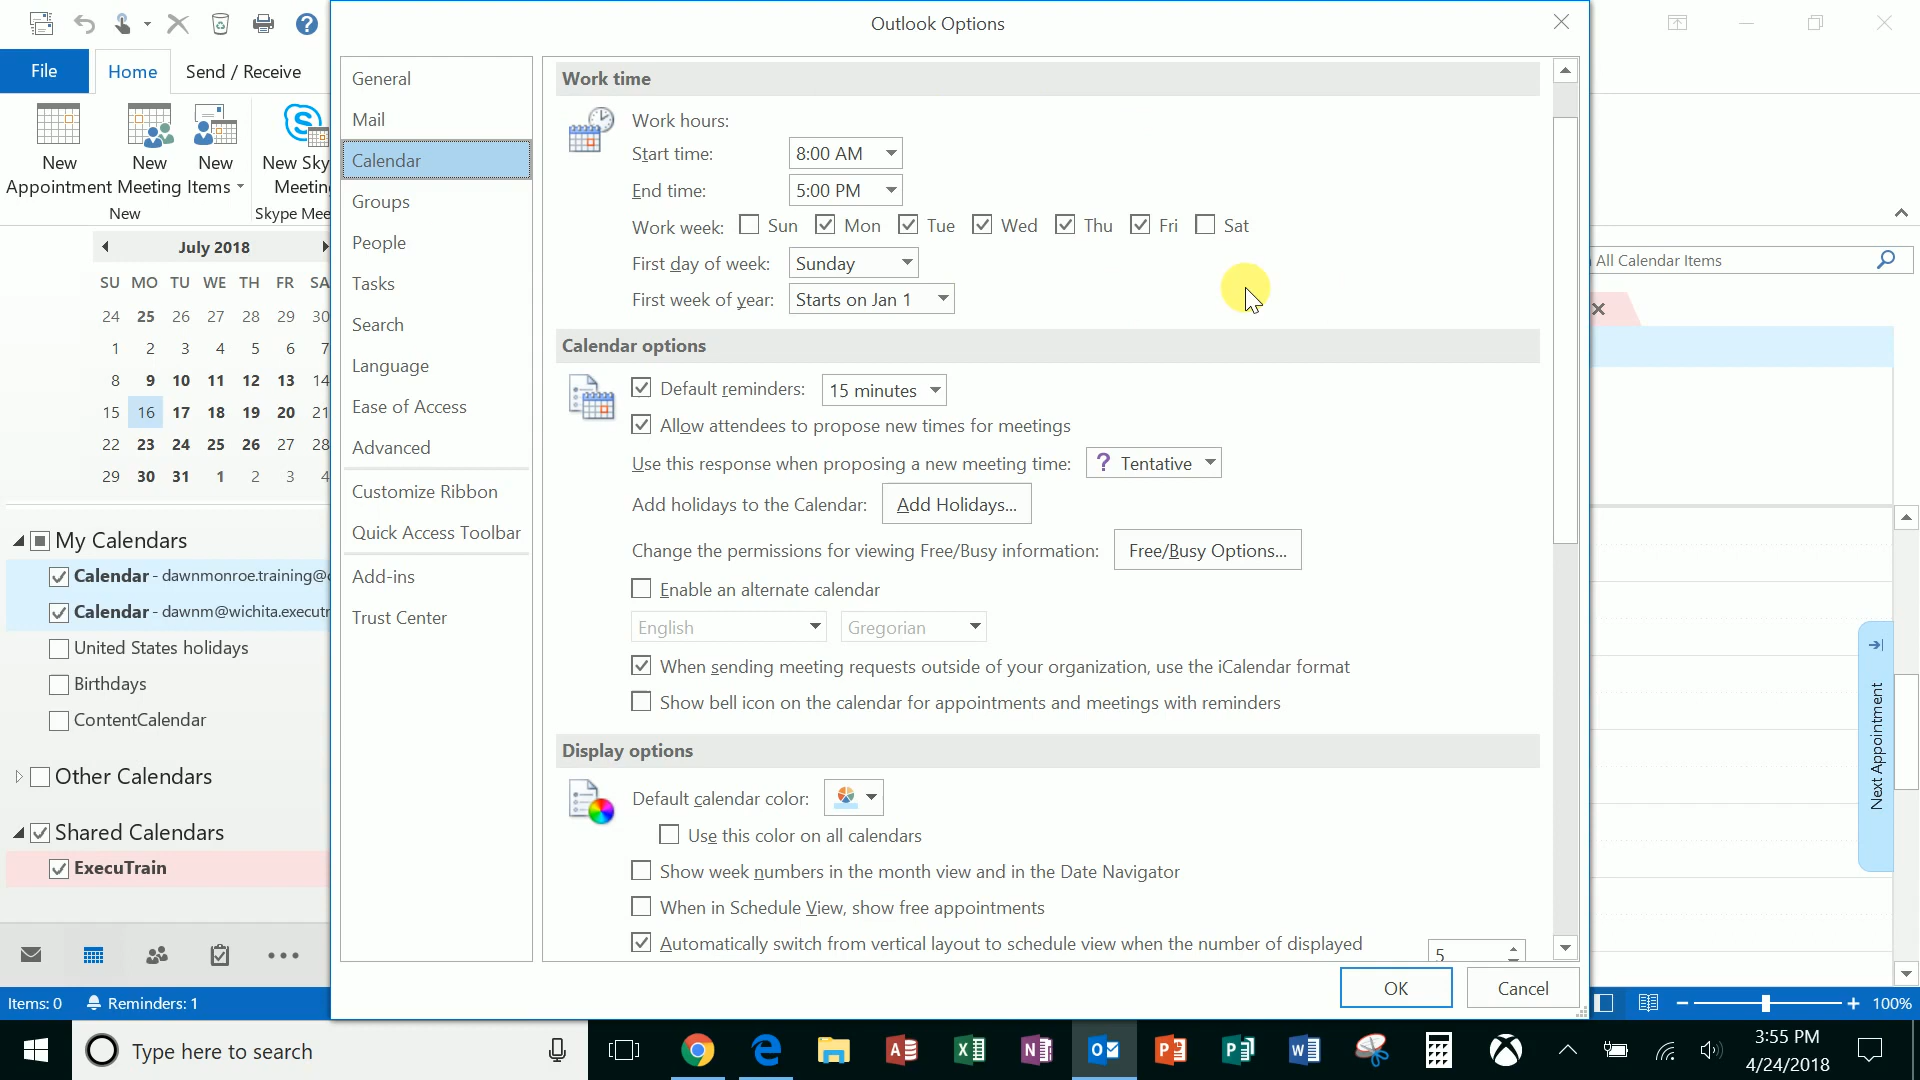 Outlook Options
File
Home
Send / Receive
New Appointment
New Meeting
New Items
New Sky
Meeting
New
Skype Mee
July 2018
SU MO TU WE TH FR SA
24 25 26 27 28 29 30
1 2 3 4 5 6 7
8 9 10 11 12 13 14
15 16 17 18 19 20 21
22 23 24 25 26 27 28
29 30 31 1 2 3 4
My Calendars
Calendar - dawnmonroe.training@
Calendar - dawnm@wichita.execut
United States holidays
Birthdays
ContentCalendar
Other Calendars
Shared Calendars
ExecuTrain
Items: 0
Reminders: 1
General
Mail
Calendar
Groups
People
Tasks
Search
Language
Ease of Access
Advanced
Customize Ribbon
Quick Access Toolbar
Add-ins
Trust Center
Work time
Work hours:
Start time: 8:00 AM
End time: 5:00 PM
Work week: Sun Mon Tue Wed Thu Fri Sat
First day of week: Sunday
First week of year: Starts on Jan 1
Calendar options
Default reminders: 15 minutes
Allow attendees to propose new times for meetings
Use this response when proposing a new meeting time: ? Tentative
Add holidays to the Calendar: Add Holidays...
Change the permissions for viewing Free/Busy information: Free/Busy Options...
Enable an alternate calendar
English Gregorian
When sending meeting requests outside of your organization, use the iCalendar format
Show bell icon on the calendar for appointments and meetings with reminders
Display options
Default calendar color:
Use this color on all calendars
Show week numbers in the month view and in the Date Navigator
When in Schedule View, show free appointments
Automatically switch from vertical layout to schedule view when the number of displayed 5
OK Cancel
All Calendar Items
Next Appointment
100%
Type here to search
3:55 PM
4/24/2018